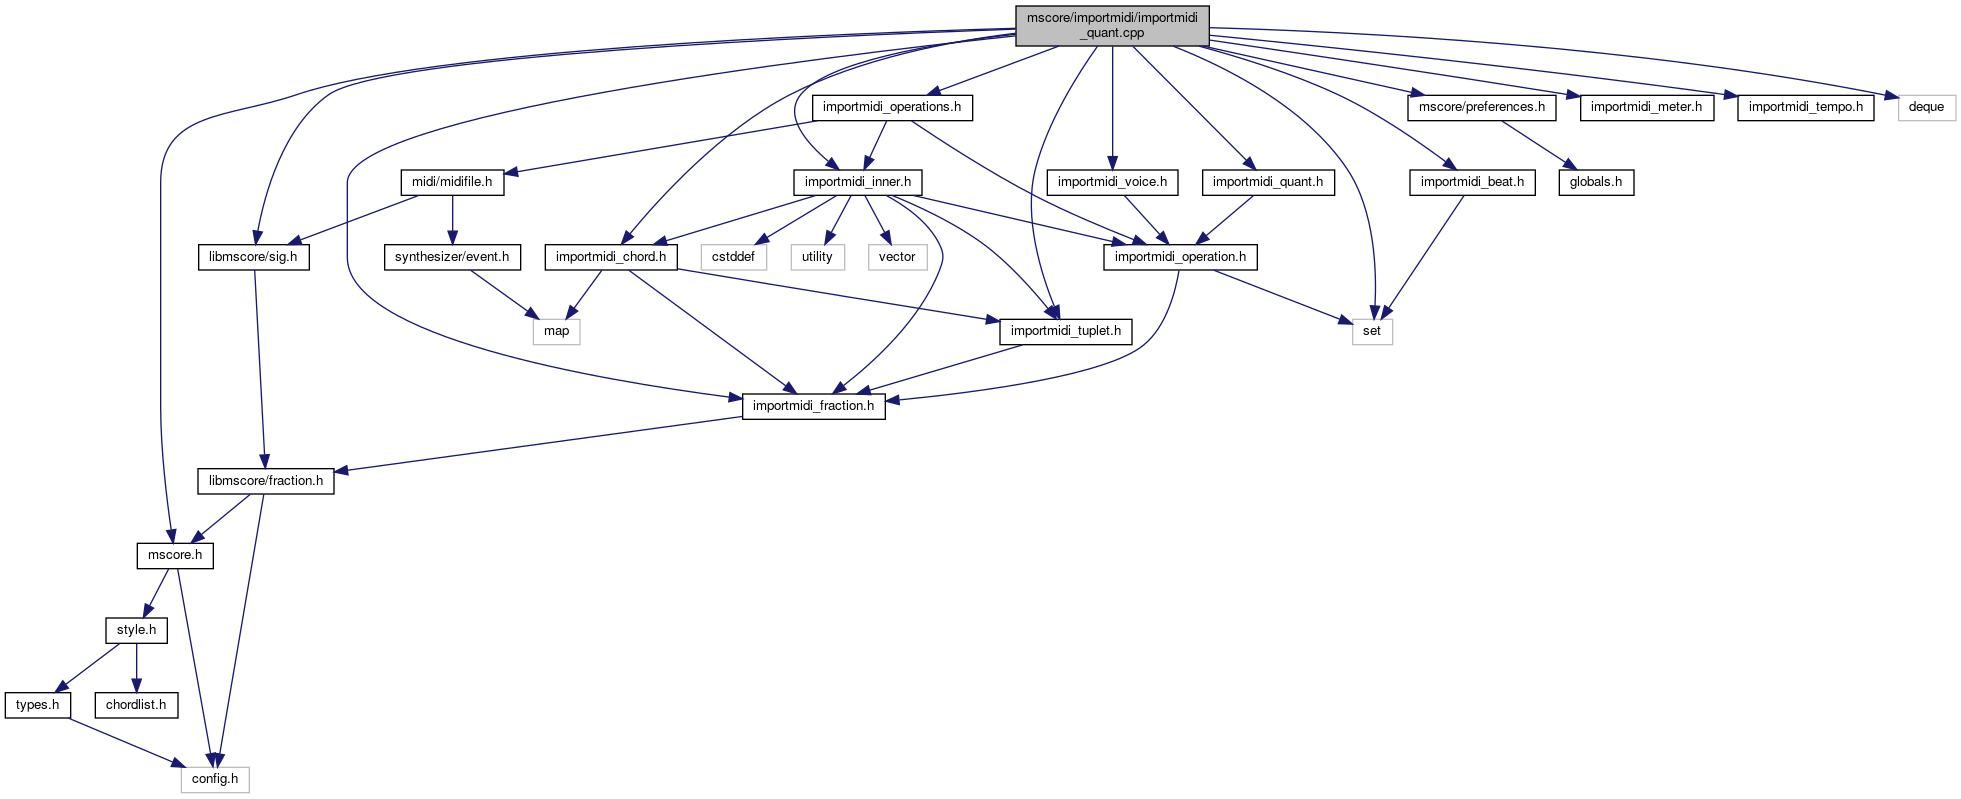 mscore/importmidi/importmidi
_quant.cpp
importmidi_operations.h
mscore/preferences.h
importmidi_meter.h
importmidi_tempo.h
deque
midi/midifile.h
importmidi_inner.h
importmidi_voice.h
importmidi_quant.h
importmidi_beat.h
globals.h
libmscore/sig.h
synthesizer/event.h
importmidi_chord.h
cstddef
utility
vector
importmidi_operation.h
map
importmidi_tuplet.h
set
importmidi_fraction.h
libmscore/fraction.h
mscore.h
style.h
types.h
chordlist.h
config.h